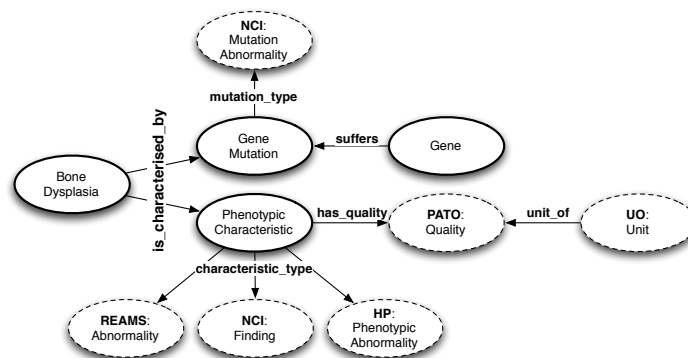 NCI:
Mutation
Abnormality
mutation_type
is_characterised_by
Gene
Mutation
suffers
Gene
Bone
Dysplasia
Phenotypic
Characteristic
has_quality
PATO:
Quality
unit_of
UO:
Unit
characteristic_type
REAMS:
Abnormality
NCI:
Finding
HP:
Phenotypic
Abnormality